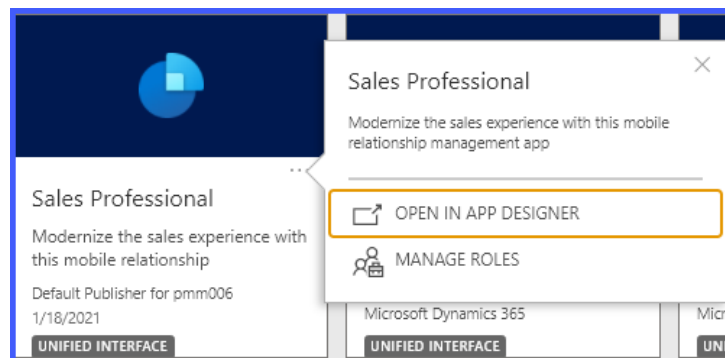 Sales Professional
Modernize the sales experience with
this mobile relationship
Default Publisher for pmm006
1/18/2021
UNIFIED INTERFACE
Sales Professional
Modernize the sales experience with this mobile
relationship management app
OPEN IN APP DESIGNER
MANAGE ROLES
Microsoft Dynamics 365
UNIFIED INTERFACE